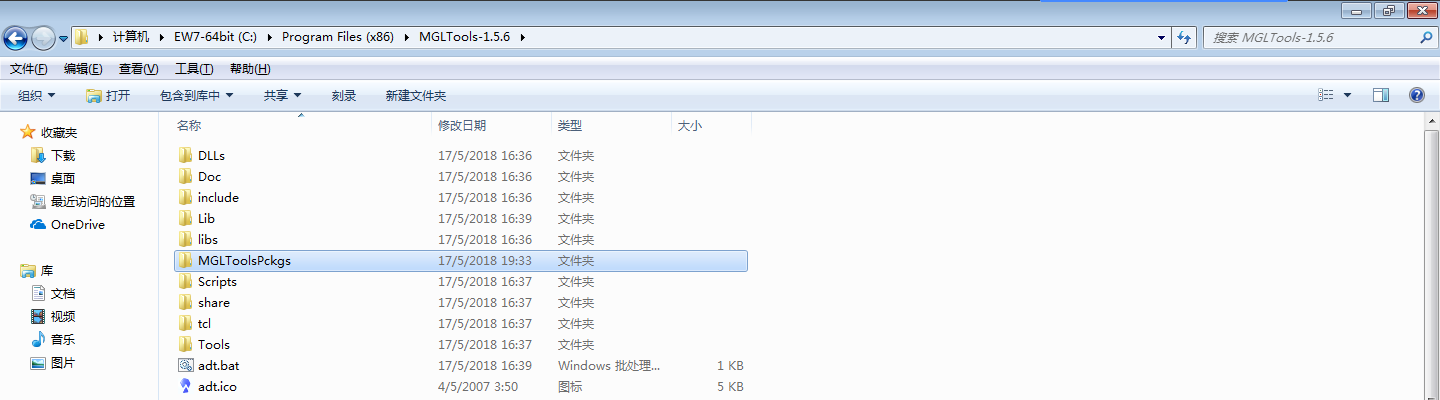 计算机 EW7-64bit (C:) Program Files (x86) MGLTools-1.5.6 搜索 MGLTools-1.5.6
文件(F) 编辑(E) 查看(V) 工具(T) 帮助(H)
组织 打开 包含到库中 共享 刻录 新建文件夹
收藏夹
下载
桌面
最近访问的位置
OneDrive
库
文档
视频
音乐
图片
名称 修改日期 类型 大小
DLLs 17/5/2018 16:36 文件夹
Doc 17/5/2018 16:36 文件夹
include 17/5/2018 16:36 文件夹
Lib 17/5/2018 16:39 文件夹
libs 17/5/2018 16:36 文件夹
MGLToolsPckgs 17/5/2018 19:33 文件夹
Scripts 17/5/2018 16:37 文件夹
share 17/5/2018 16:37 文件夹
tcl 17/5/2018 16:37 文件夹
Tools 17/5/2018 16:37 文件夹
adt.bat 17/5/2018 16:39 Windows 批处理... 1 KB
adt.ico 4/5/2007 3:50 图标 5 KB